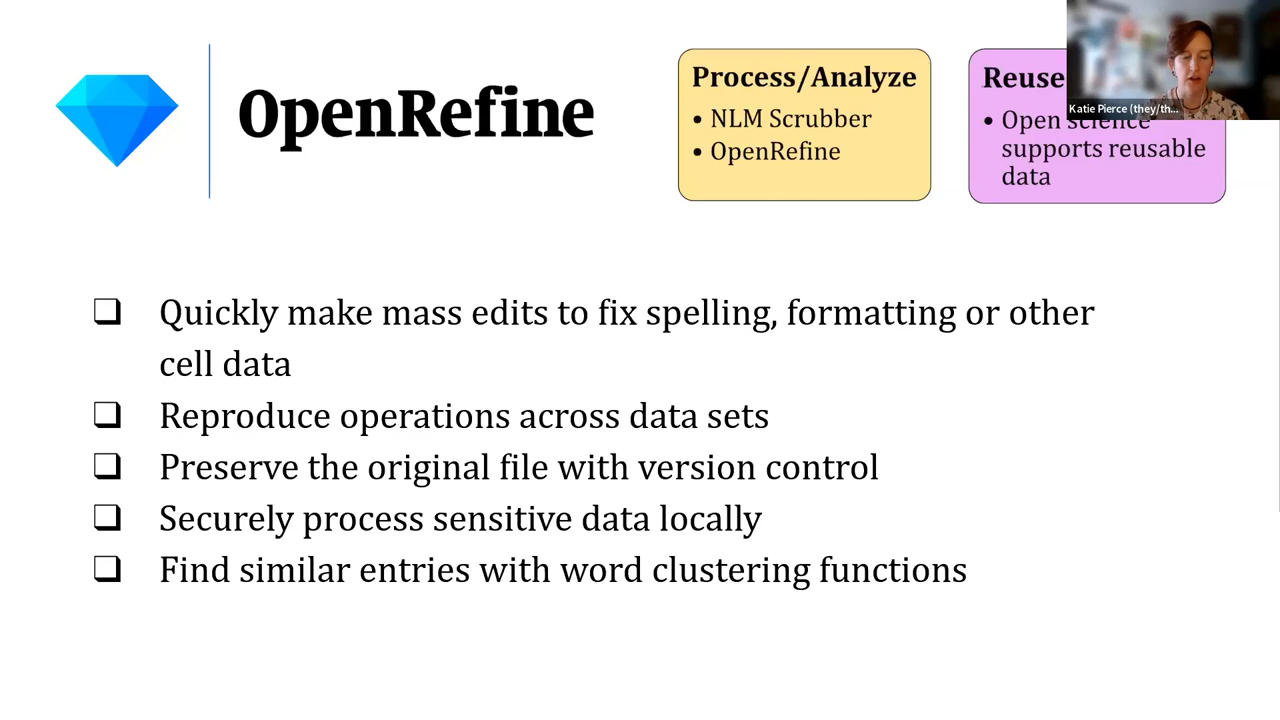 OpenRefine
Process/Analyze
• NLM Scrubber
• OpenRefine
Reuse
• Open science
supports reusable
data
Katie Pierce (they/th...
❏ Quickly make mass edits to fix spelling, formatting or other
cell data
❏ Reproduce operations across data sets
❏ Preserve the original file with version control
❏ Securely process sensitive data locally
❏ Find similar entries with word clustering functions